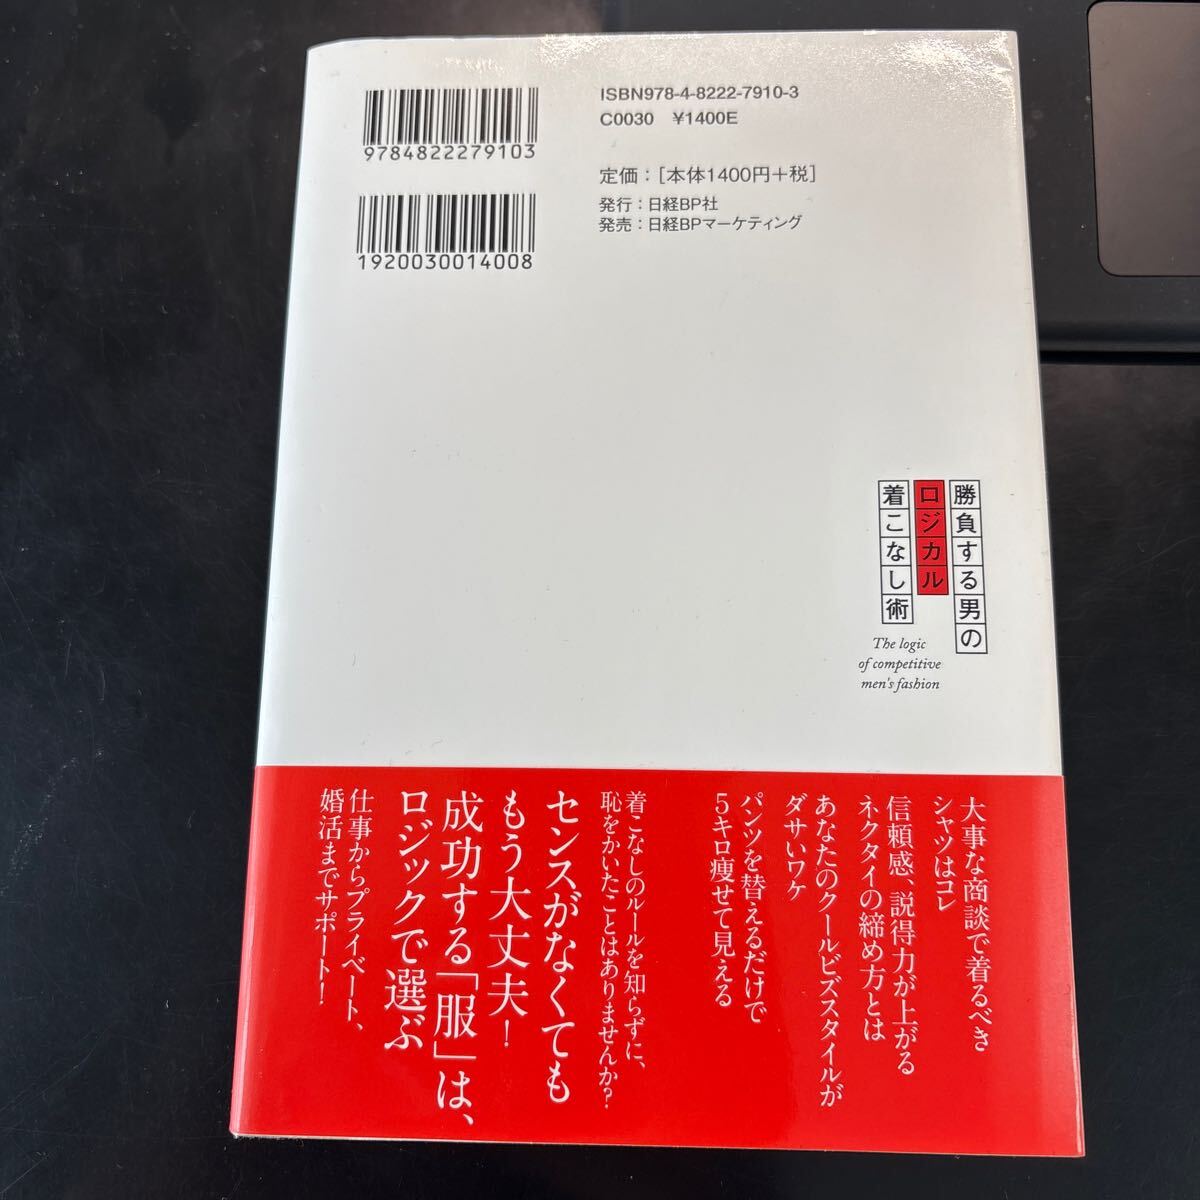 9784822279103
1920030014008
ISBN978-4-8222-7910-3
C0030 ¥1400E
定価：[本体1400円+税]
発行：日経BP社
発売：日経BPマーケティング
勝負する男の
ロジカル
着こなし術
The logic
of competitive
men's fashion
大事な商談で着るべき
シャツはコレ
信頼感、説得力が上がる
ネクタイの締め方とは
あなたのクールビズスタイルが
ダサいワケ
パンツを替えるだけで
5キロ痩せて見える
着こなしのルールを知らずに、
恥をかいたことはありませんか?
センスがなくても
もう大丈夫!
成功する「服」は、
ロジックで選ぶ
仕事からプライベート、
婚活までサポート!